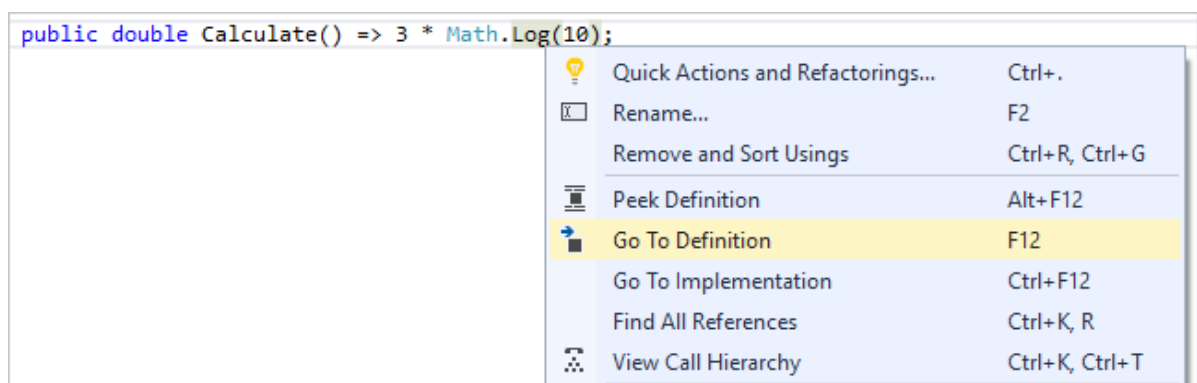 public double Calculate() => 3 * Math.Log(10);
Quick Actions and Refactorings... Ctrl+.
Rename... F2
Remove and Sort Usings Ctrl+R, Ctrl+G
Peek Definition Alt+F12
Go To Definition F12
Go To Implementation Ctrl+F12
Find All References Ctrl+K, R
View Call Hierarchy Ctrl+K, Ctrl+T